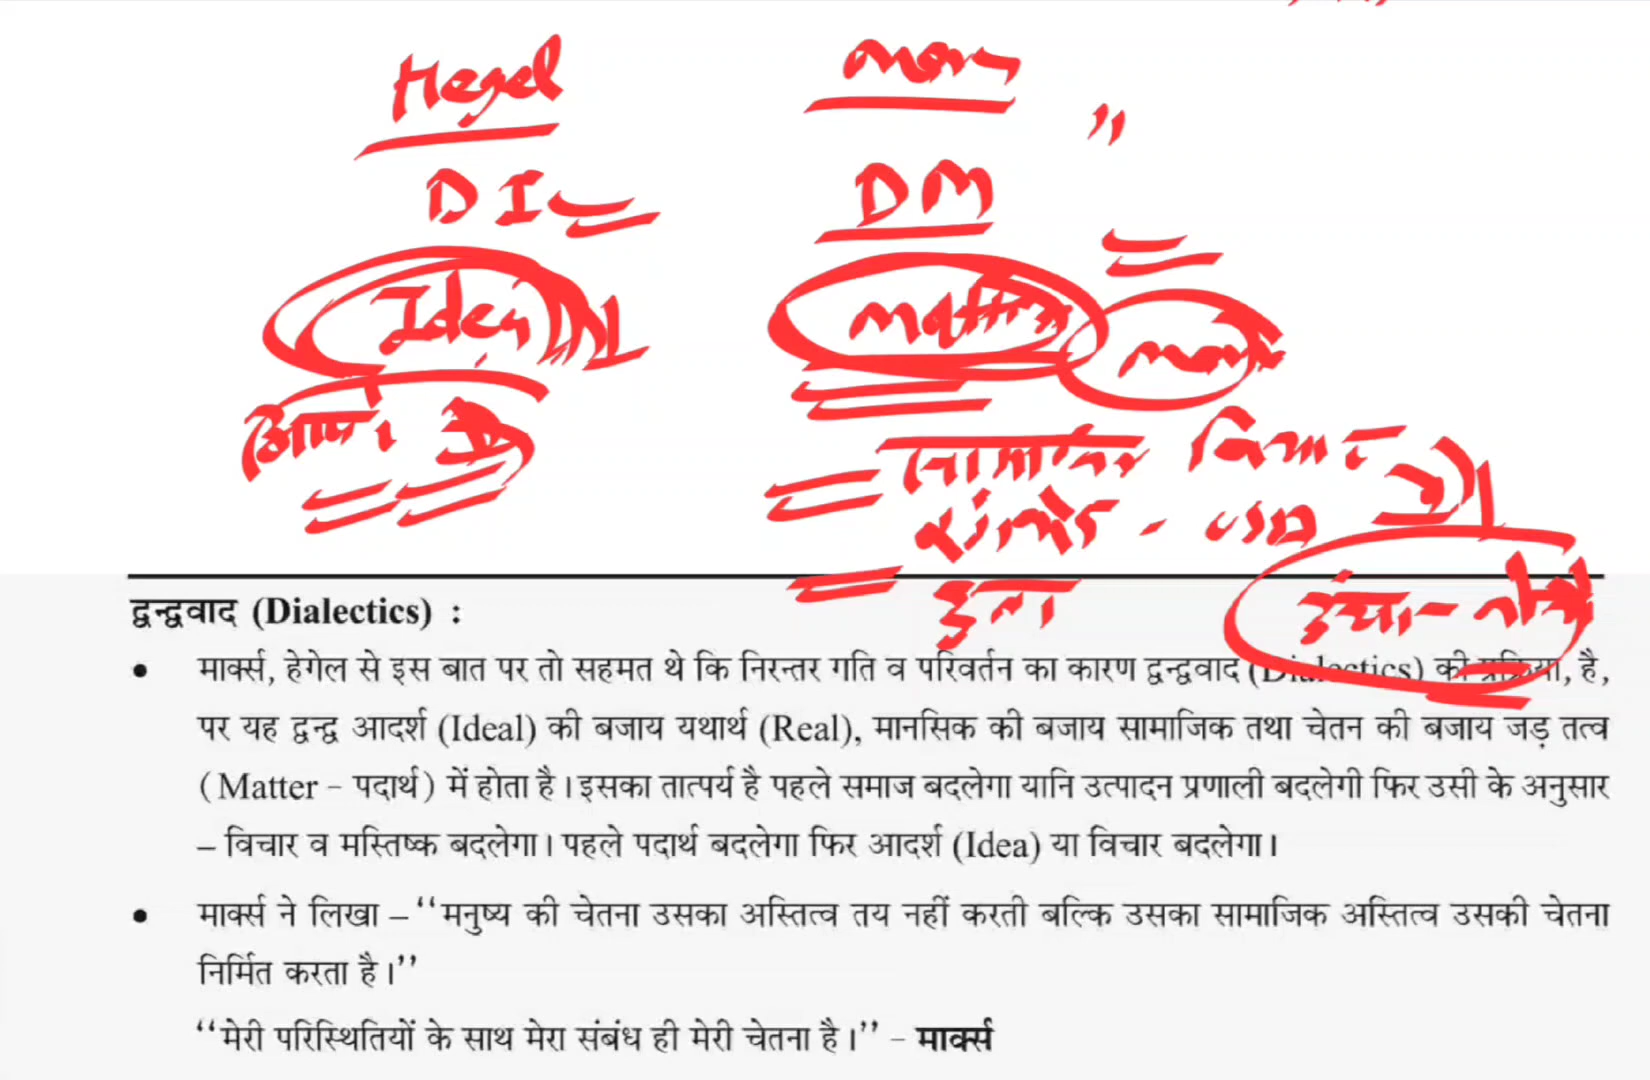 Hegel
DI
DM
Idea
द्वन्द्ववाद (Dialectics) :
• मार्क्स, हेगेल से इस बात पर तो सहमत थे कि निरन्तर गति व परिवर्तन का कारण द्वन्द्ववाद (Dialectics) की प्रक्रिया, है,
पर यह द्वन्द्व आदर्श (Ideal) की बजाय यथार्थ (Real), मानसिक की बजाय सामाजिक तथा चेतन की बजाय जड़ तत्व
(Matter – पदार्थ) में होता है। इसका तात्पर्य है पहले समाज बदलेगा यानि उत्पादन प्रणाली बदलेगी फिर उसी के अनुसार
– विचार व मस्तिष्क बदलेगा। पहले पदार्थ बदलेगा फिर आदर्श (Idea) या विचार बदलेगा।
• मार्क्स ने लिखा – ‘‘मनुष्य की चेतना उसका अस्तित्व तय नहीं करती बल्कि उसका सामाजिक अस्तित्व उसकी चेतना
निर्मित करता है।’’
‘‘मेरी परिस्थितियों के साथ मेरा संबंध ही मेरी चेतना है।’’ – मार्क्स